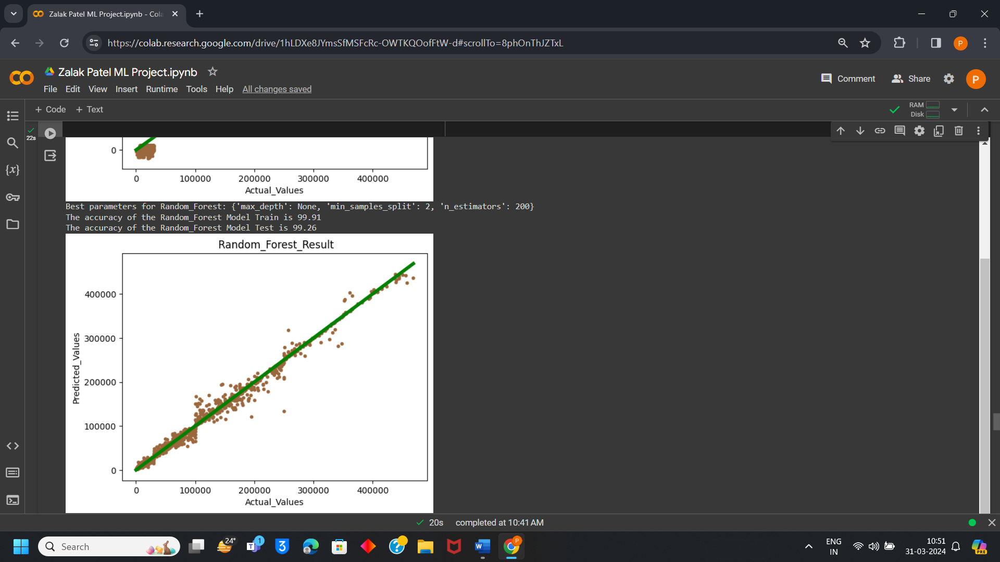 Zalak Patel ML Project.ipynb - Cola
https://colab.research.google.com/drive/1hLDXe8JYmsSfMSFcRc-OWTKQOofFtW-d#scrollTo=8phOnThJZTxL
P
Zalak Patel ML Project.ipynb
File Edit View Insert Runtime Tools Help All changes saved
Comment Share P
+ Code + Text
RAM
Disk
22s
{x}
0
0 100000 200000 300000 400000
Actual_Values
Best parameters for Random_Forest: {'max_depth': None, 'min_samples_split': 2, 'n_estimators': 200}
The accuracy of the Random_Forest Model Train is 99.91
The accuracy of the Random_Forest Model Test is 99.26
Random_Forest_Result
400000
300000
200000
100000
0
Predicted_Values
0 100000 200000 300000 400000
Actual_Values
20s completed at 10:41 AM
Search
24°
T 1
3
?
W
P
ENG
IN
10:51
31-03-2024
PRE